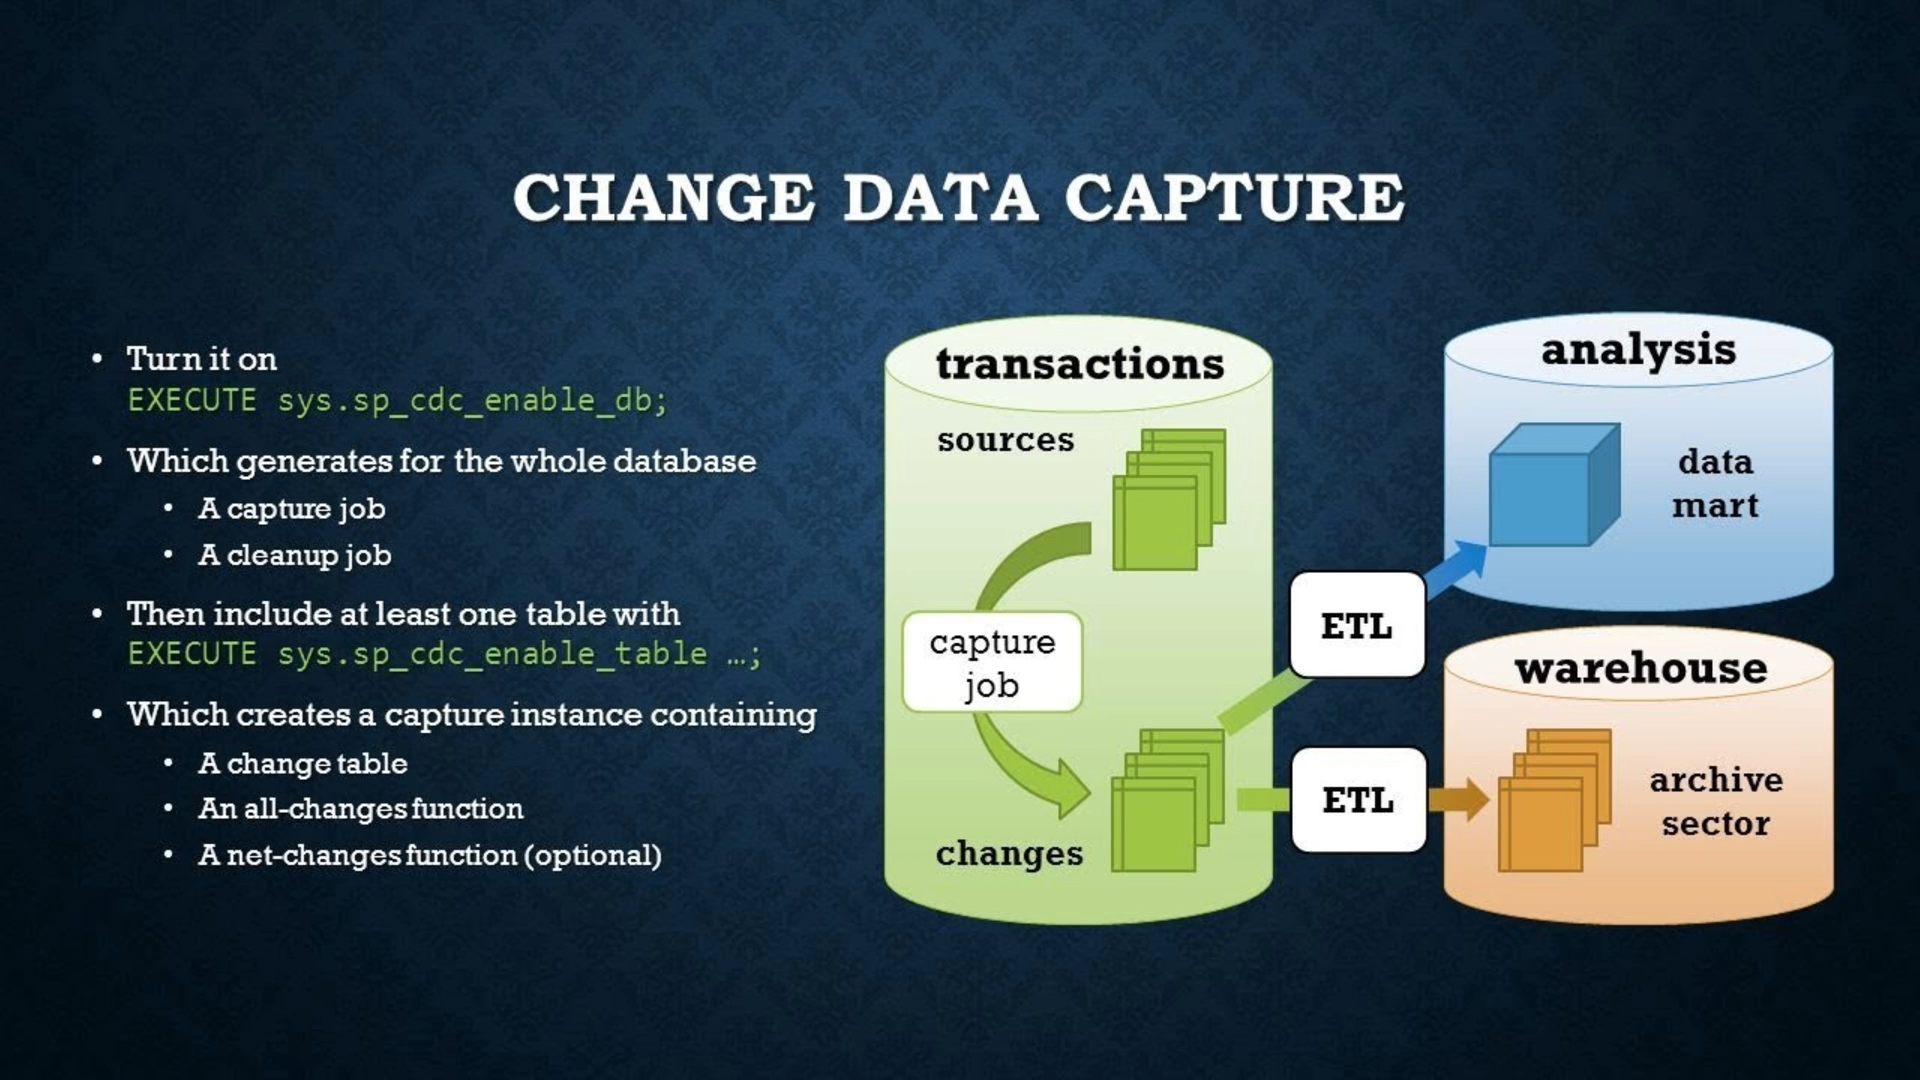 CHANGE DATA CAPTURE
• Turn it on
EXECUTE sys.sp_cdc_enable_db;
• Which generates for the whole database
• A capture job
• A cleanup job
• Then include at least one table with
EXECUTE sys.sp_cdc_enable_table …;
• Which creates a capture instance containing
• A change table
• An all-changes function
• A net-changes function (optional)
transactions
sources
capture
job
changes
ETL
ETL
analysis
data
mart
warehouse
archive
sector